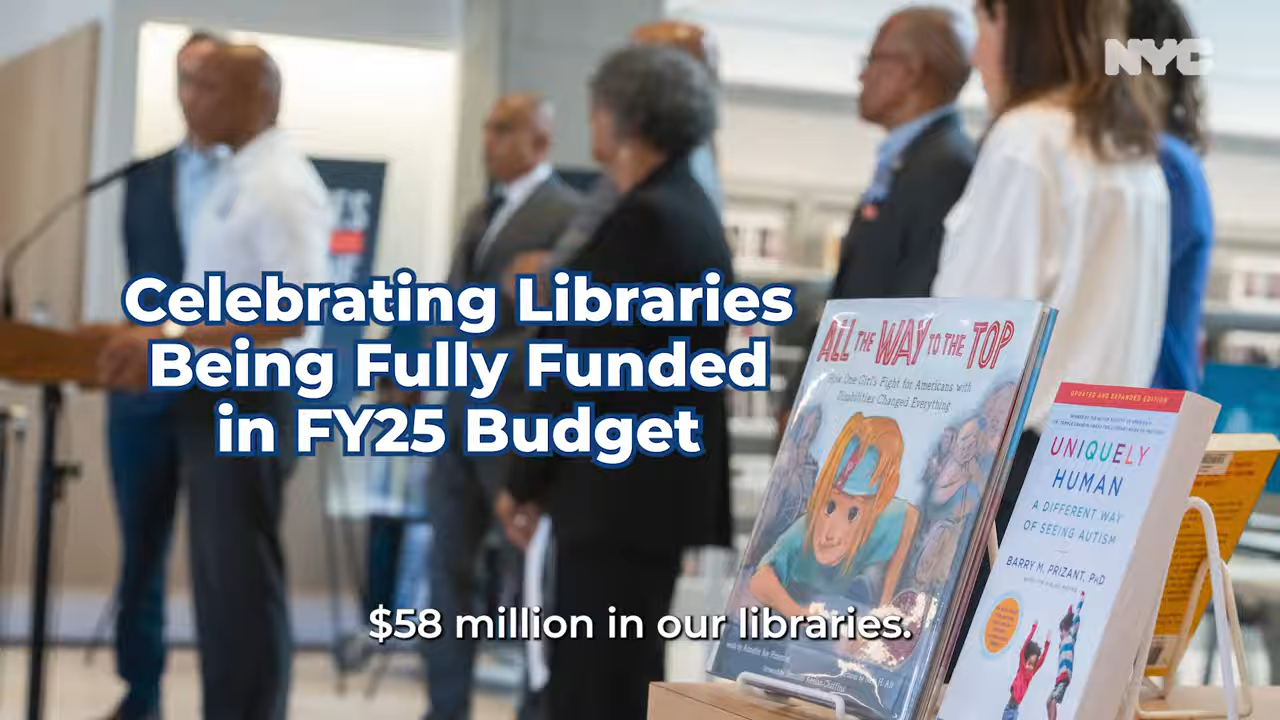 NYC
Celebrating Libraries
Being Fully Funded
in FY25 Budget
ALL THE WAY TO THE TOP
How One Girl's Fight for Americans with
Disabilities Changed Everything
UPDATED AND EXPANDED EDITION
UNIQUELY
HUMAN
A DIFFERENT WAY
OF SEEING AUTISM
BARRY M. PRIZANT, PhD
$58 million in our libraries.